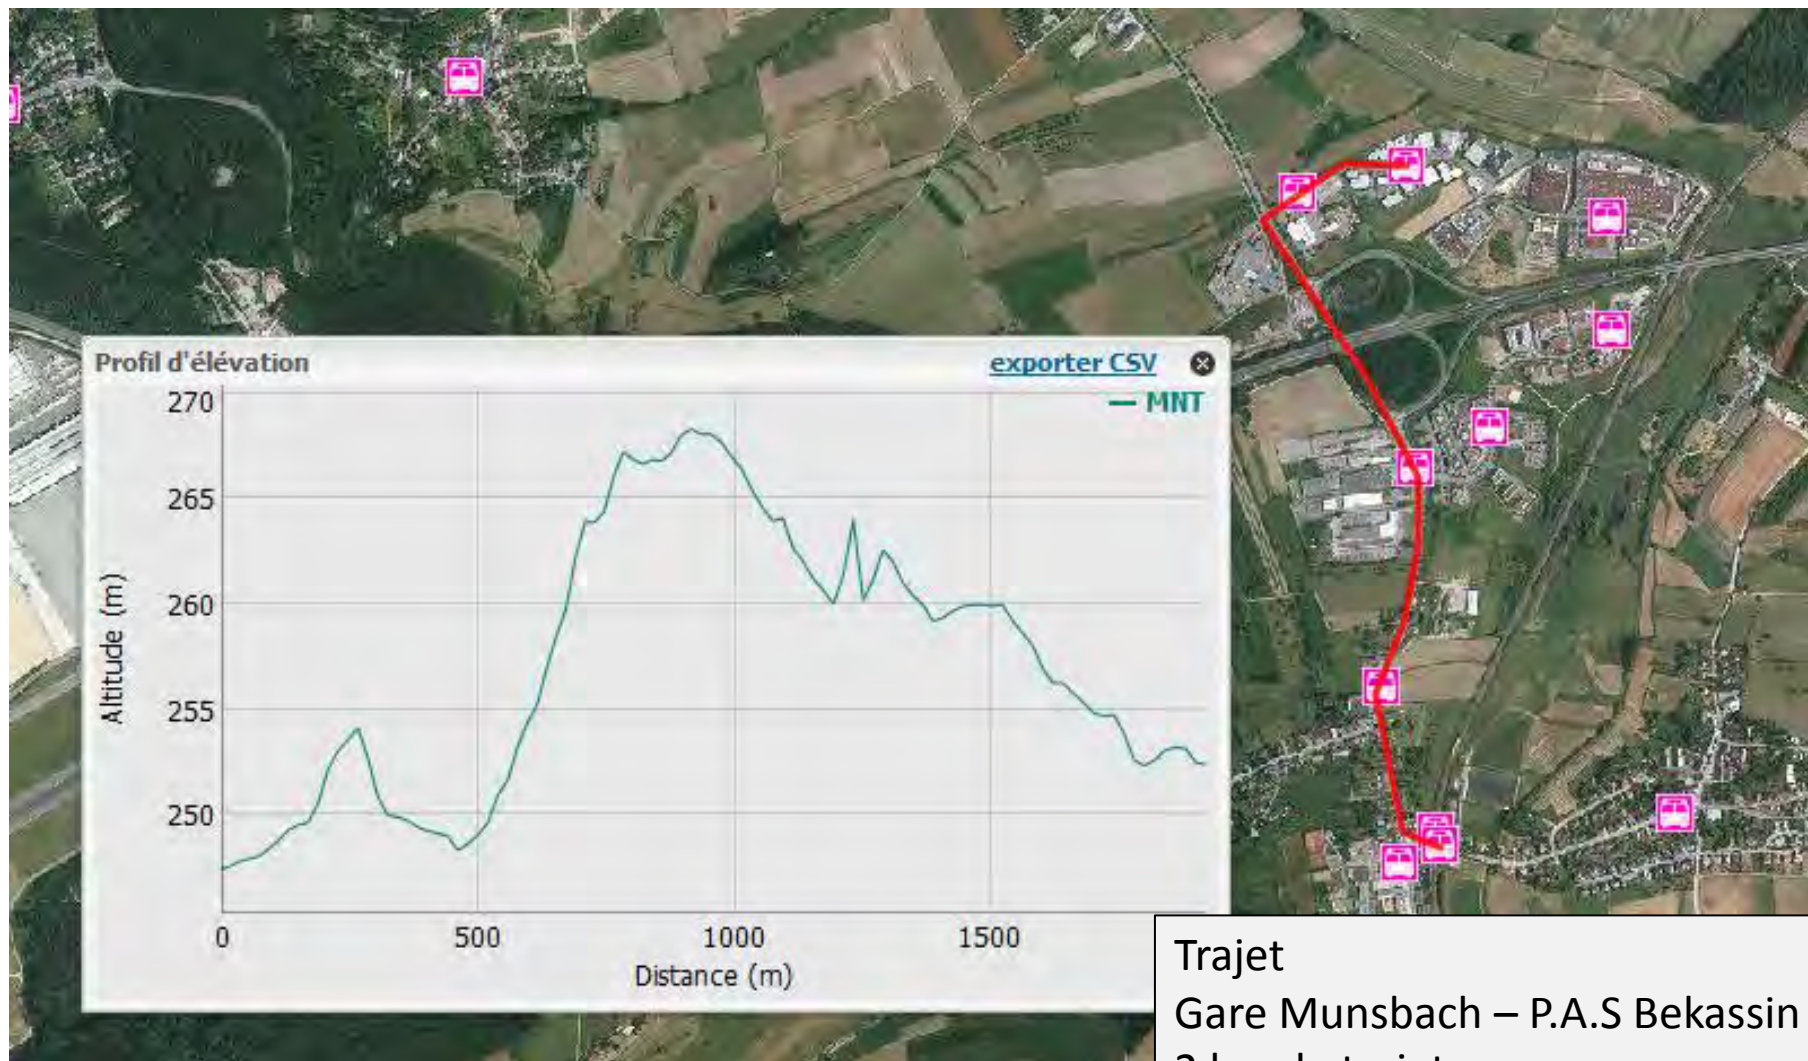 Profil d'élévation
exporter CSV
MNT
270
265
260
255
250
Altitude (m)
0
500
1000
1500
Distance (m)
Trajet
Gare Munsbach – P.A.S Bekassin